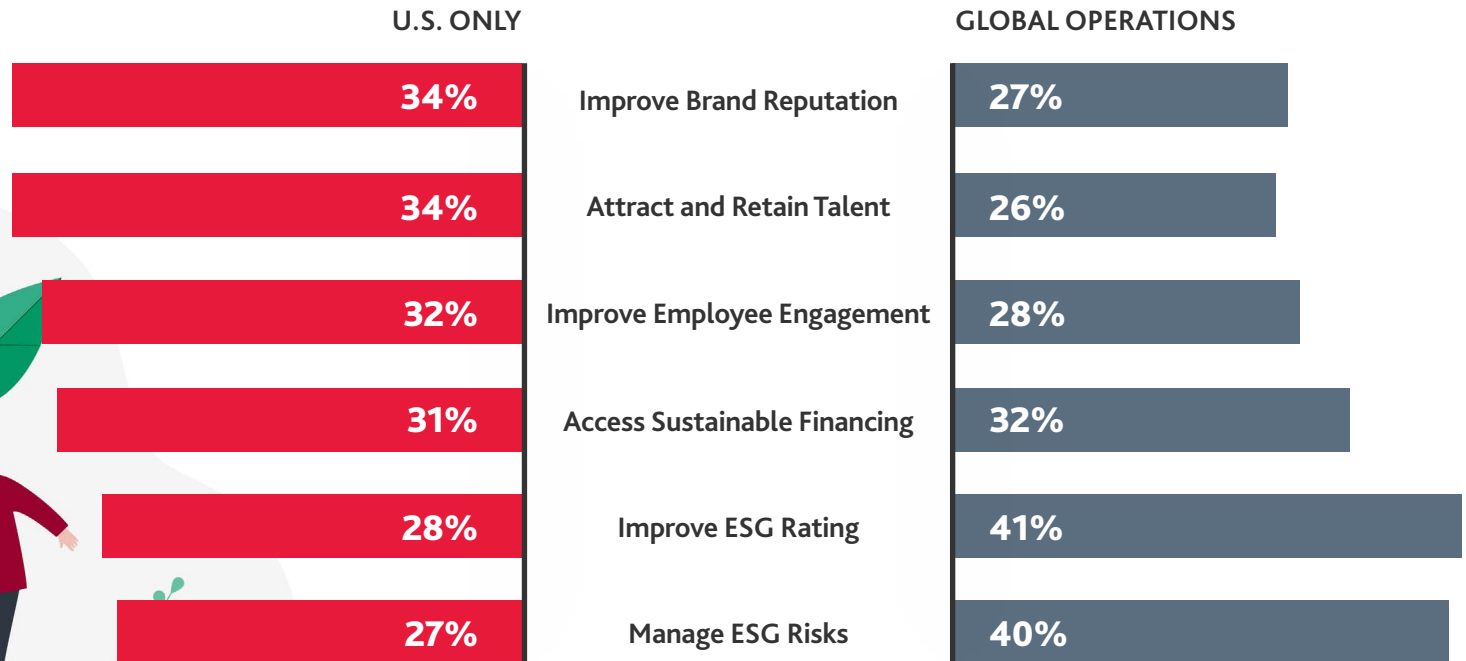 U.S. ONLY GLOBAL OPERATIONS
34% Improve Brand Reputation 27%
34% Attract and Retain Talent 26%
32% Improve Employee Engagement 28%
31% Access Sustainable Financing 32%
28% Improve ESG Rating 41%
27% Manage ESG Risks 40%